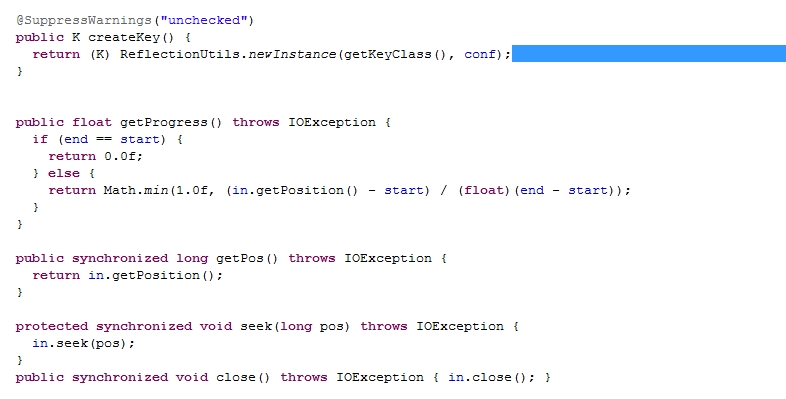 @SuppressWarnings("unchecked")
public K createKey() {
  return (K) ReflectionUtils.newInstance(getKeyClass(), conf);
}

public float getProgress() throws IOException {
  if (end == start) {
    return 0.0f;
  } else {
    return Math.min(1.0f, (in.getPosition() - start) / (float)(end - start));
  }
}

public synchronized long getPos() throws IOException {
  return in.getPosition();
}

protected synchronized void seek(long pos) throws IOException {
  in.seek(pos);
}
public synchronized void close() throws IOException { in.close(); }